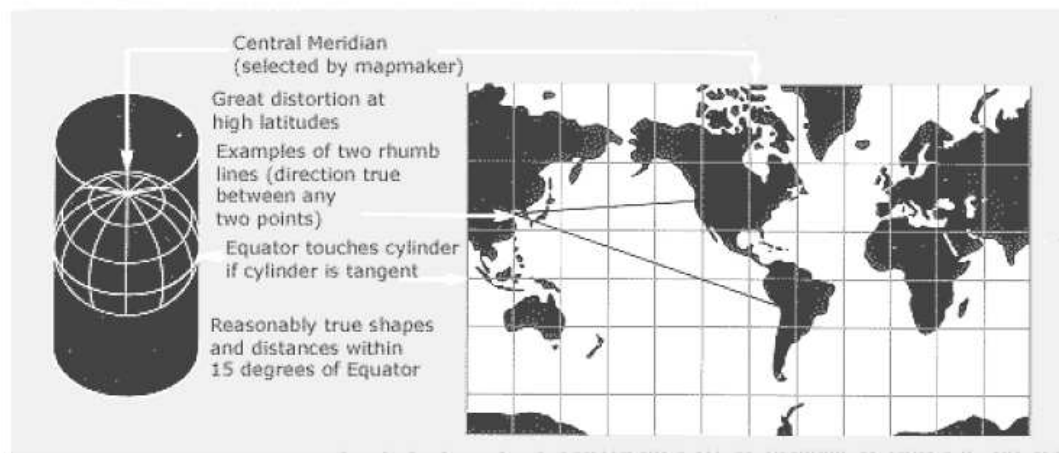 Central Meridian
(selected by mapmaker)
Great distortion at
high latitudes
Examples of two rhumb
lines (direction true
between any
two points)
Equator touches cylinder
if cylinder is tangent
Reasonably true shapes
and distances within
15 degrees of Equator